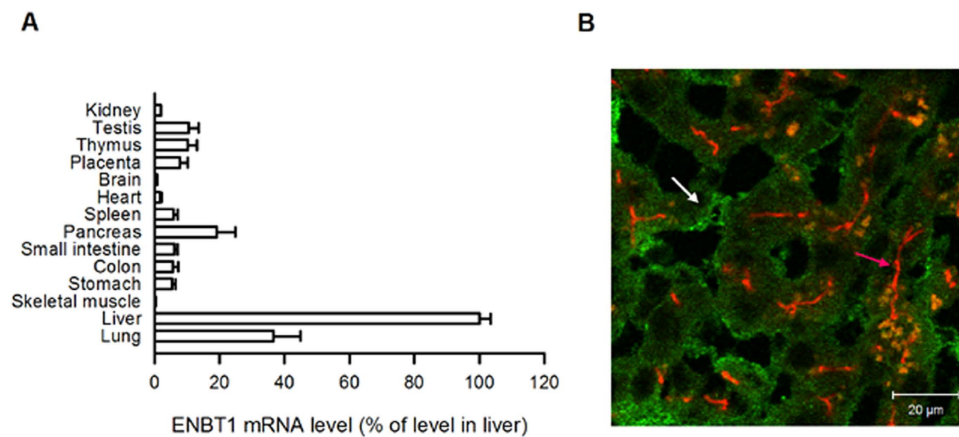 A
B
Kidney
Testis
Thymus
Placenta
Brain
Heart
Spleen
Pancreas
Small intestine
Colon
Stomach
Skeletal muscle
Liver
Lung
0 20 40 60 80 100 120
ENBT1 mRNA level (% of level in liver)
20 µm